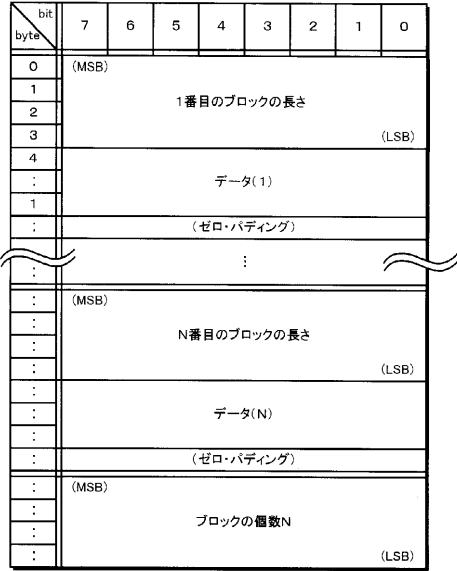 bit
byte 7 6 5 4 3 2 1 0
0 (MSB)
1
1番目のブロックの長さ
2
3 (LSB)
4
: データ(1)
1
: (ゼロ・パディング)
:
:
: (MSB)
:
N番目のブロックの長さ
:
: (LSB)
:
: データ(N)
:
: (ゼロ・パディング)
: (MSB)
:
ブロックの個数N
:
: (LSB)